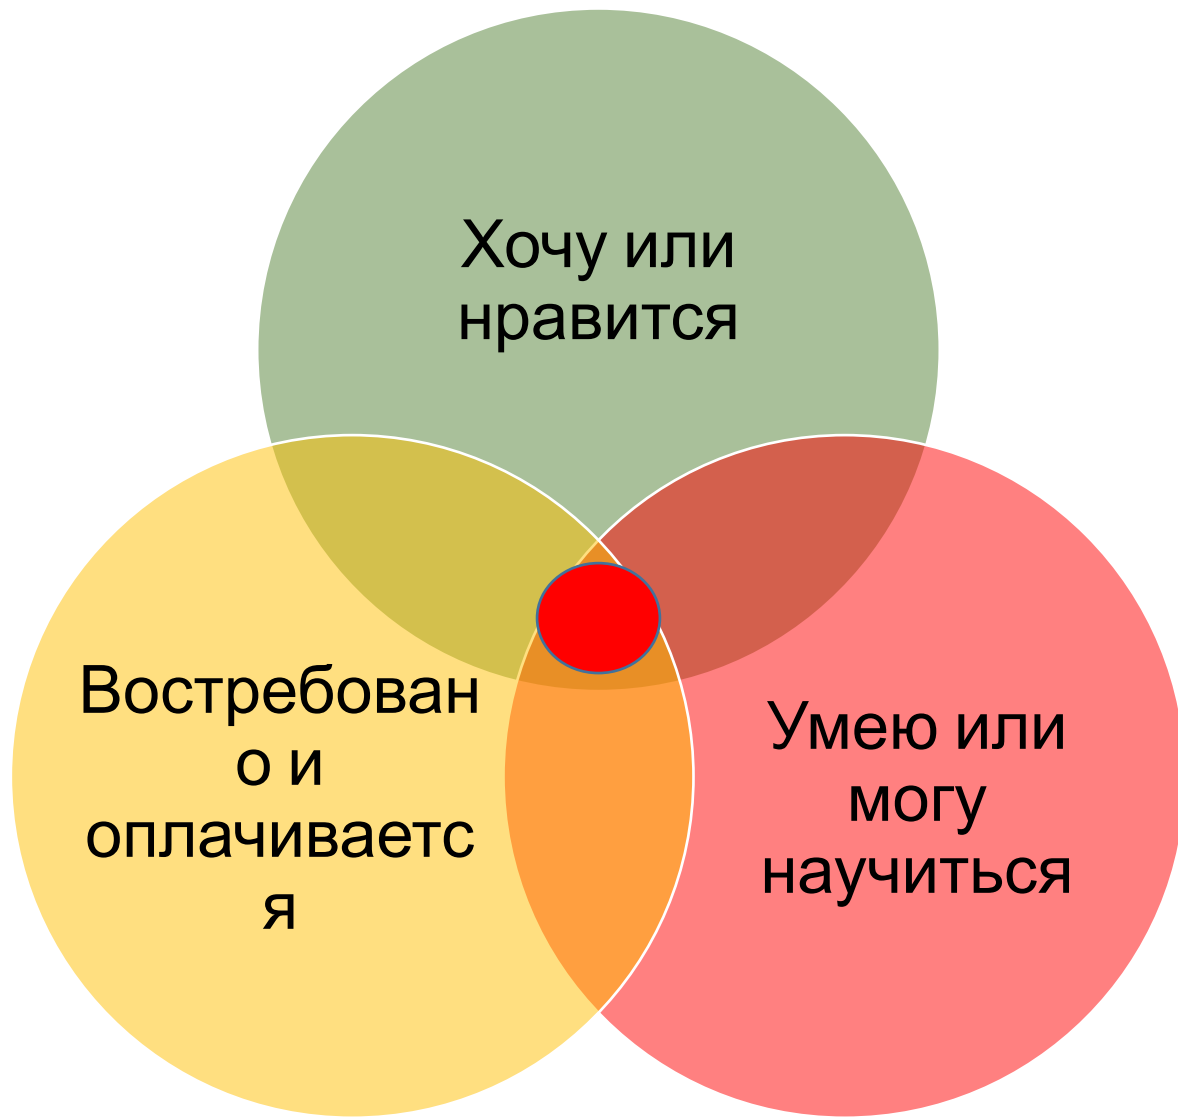 Хочу или
нравится
Востребован
о и
оплачиваетс
я
Умею или
могу
научиться